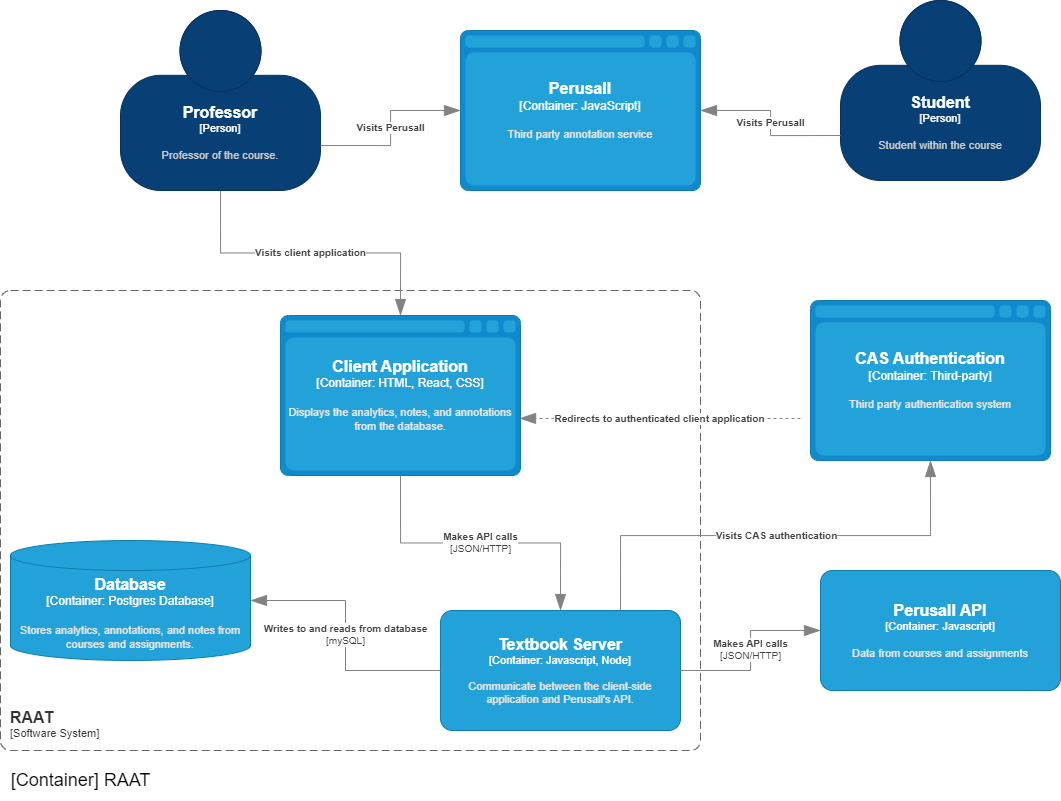 Professor
[Person]
Professor of the course.
Visits Perusall
Perusall
[Container: JavaScript]
Third party annotation service
Visits Perusall
Student
[Person]
Student within the course
Visits client application
Client Application
[Container: HTML, React, CSS]
Displays the analytics, notes, and annotations
from the database.
Redirects to authenticated client application
CAS Authentication
[Container: Third-party]
Third party authentication system
Makes API calls
[JSON/HTTP]
Visits CAS authentication
Database
[Container: Postgres Database]
Stores analytics, annotations, and notes from
courses and assignments.
Writes to and reads from database
[mySQL]
Textbook Server
[Container: Javascript, Node]
Communicate between the client-side
application and Perusall's API.
Makes API calls
[JSON/HTTP]
Perusall API
[Container: Javascript]
Data from courses and assignments
RAAT
[Software System]
[Container] RAAT